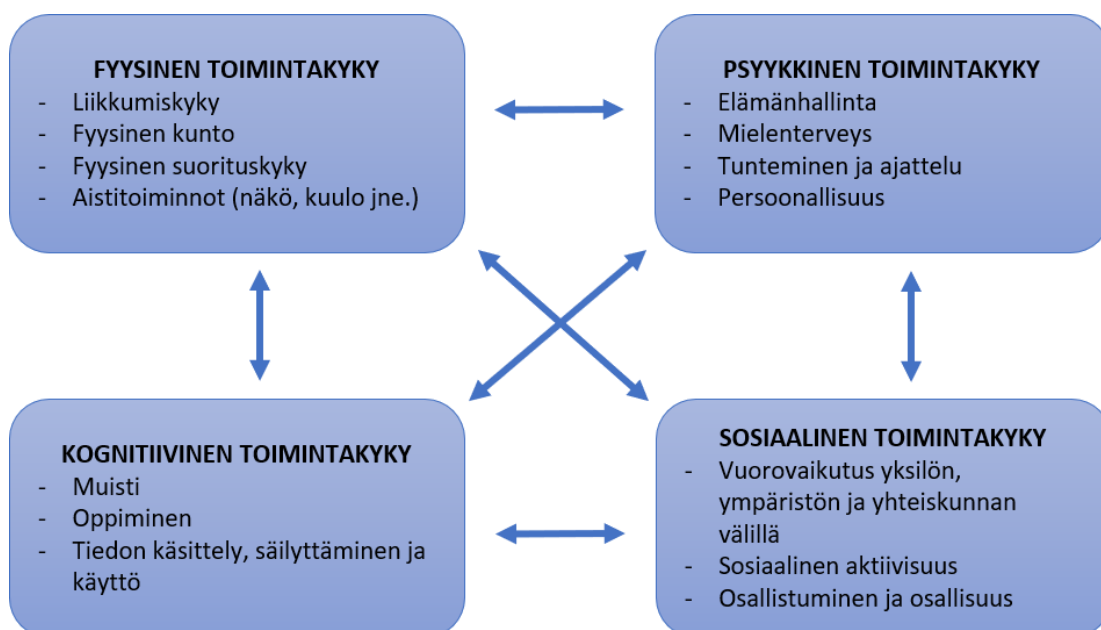 FYYSINEN TOIMINTAKYKY
- Liikkumiskyky
- Fyysinen kunto
- Fyysinen suorituskyky
- Aistitoiminnot (näkö, kuulo jne.)
PSYYKKINEN TOIMINTAKYKY
- Elämänhallinta
- Mielenterveys
- Tunteminen ja ajattelu
- Persoonallisuus
KOGNITIIVINEN TOIMINTAKYKY
- Muisti
- Oppiminen
- Tiedon käsittely, säilyttäminen ja
käyttö
SOSIAALINEN TOIMINTAKYKY
- Vuorovaikutus yksilön,
ympäristön ja yhteiskunnan
välillä
- Sosiaalinen aktiivisuus
- Osallistuminen ja osallisuus